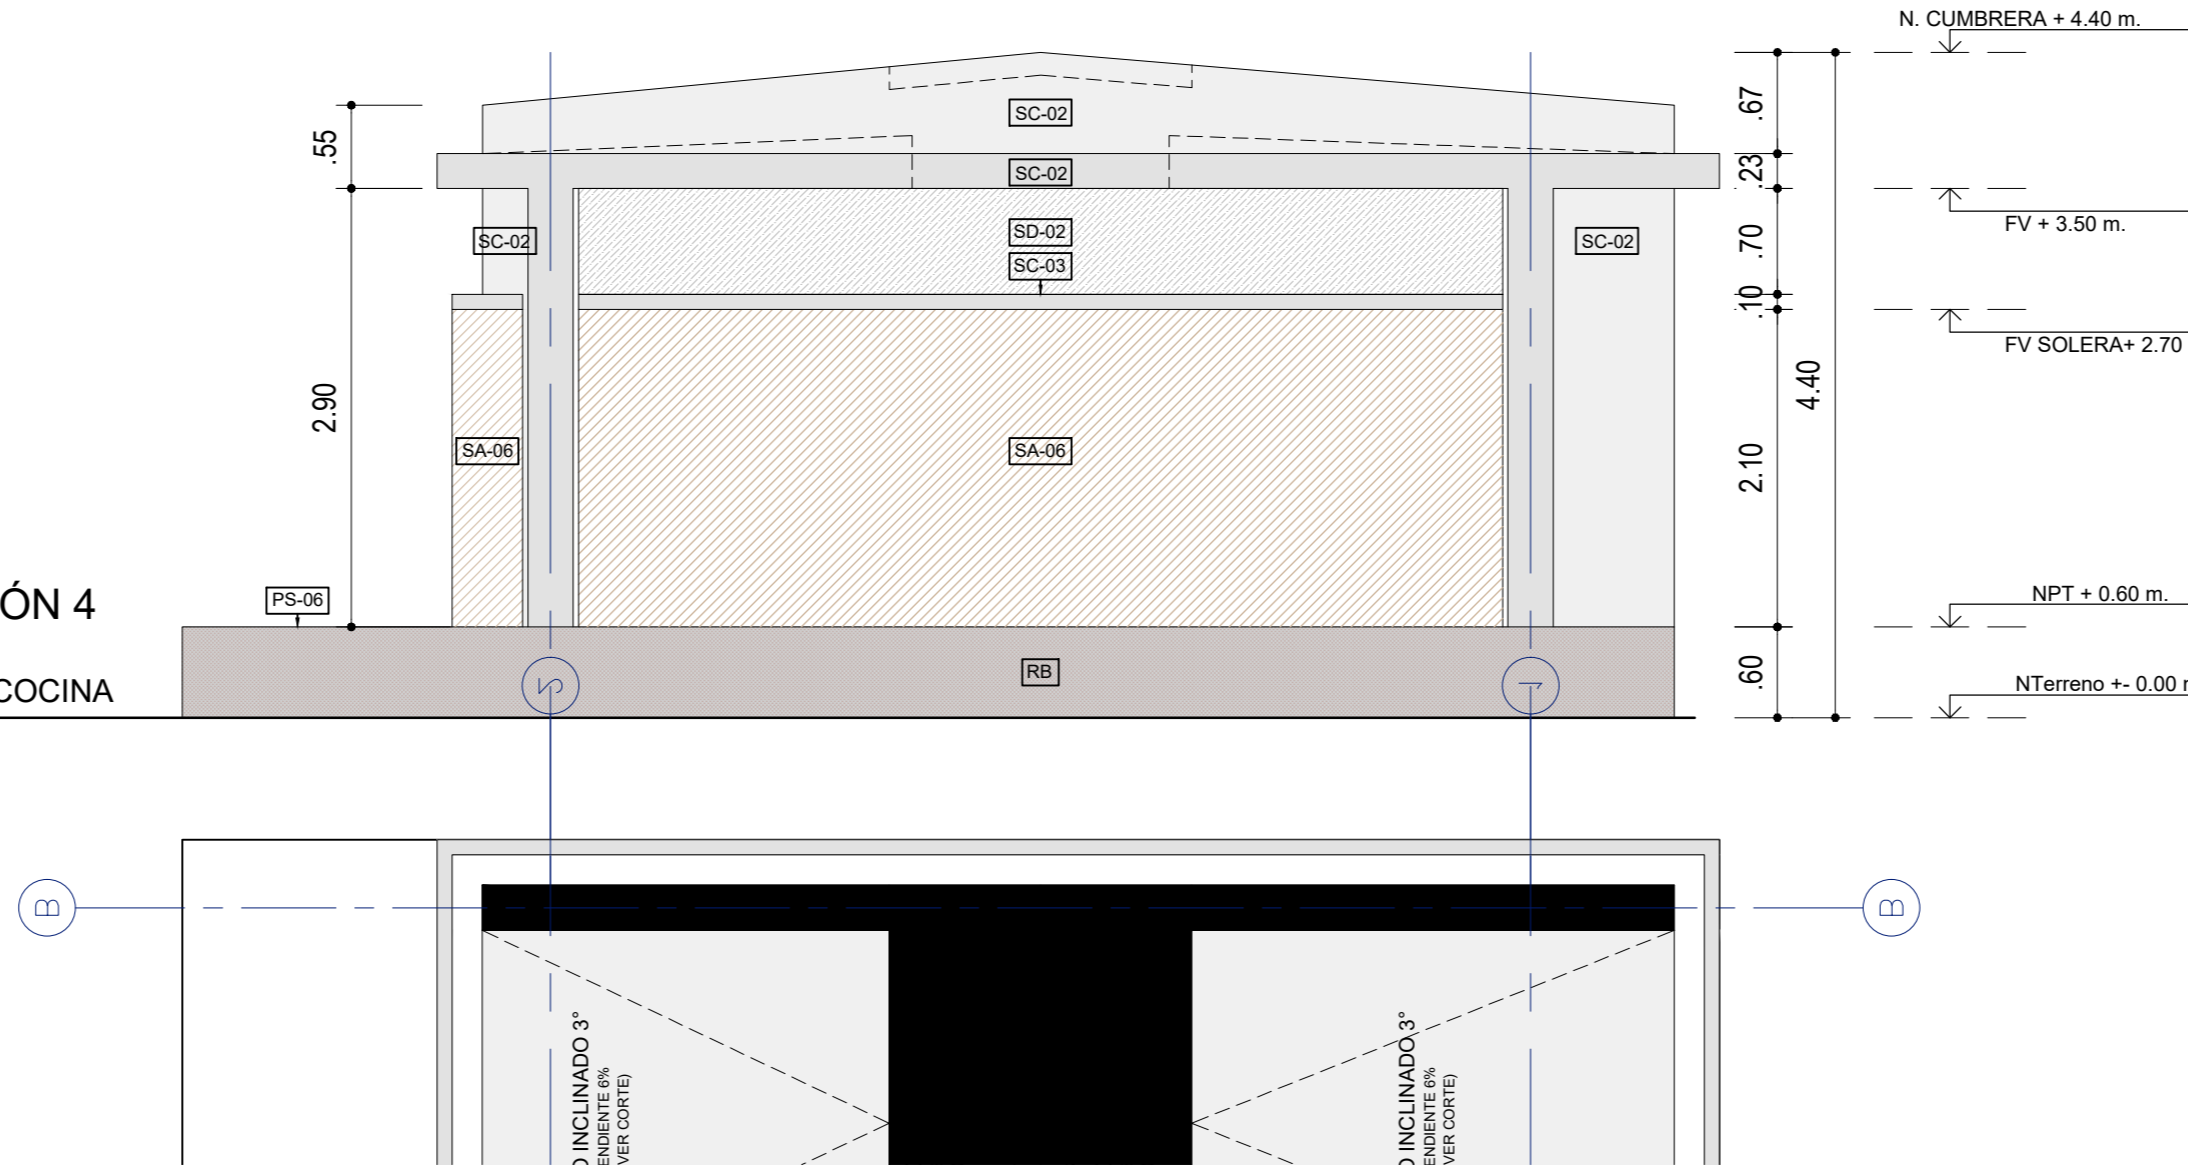 N. CUMBRERA + 4.40 m.
.67
SC-02
.55
.23
SC-02
FV + 3.50 m.
SC-02
SD-02
SC-02
.70
SC-03
.10
FV SOLERA+ 2.70
2.90
4.40
SA-06
SA-06
2.10
PS-06
NPT + 0.60 m.
ÓN 4
RB
.60
5
1
NTerreno +- 0.00
COCINA
B
B
O INCLINADO 3°
ENDIENTE 6%
VER CORTE)
O INCLINADO 3°
ENDIENTE 6%
VER CORTE)